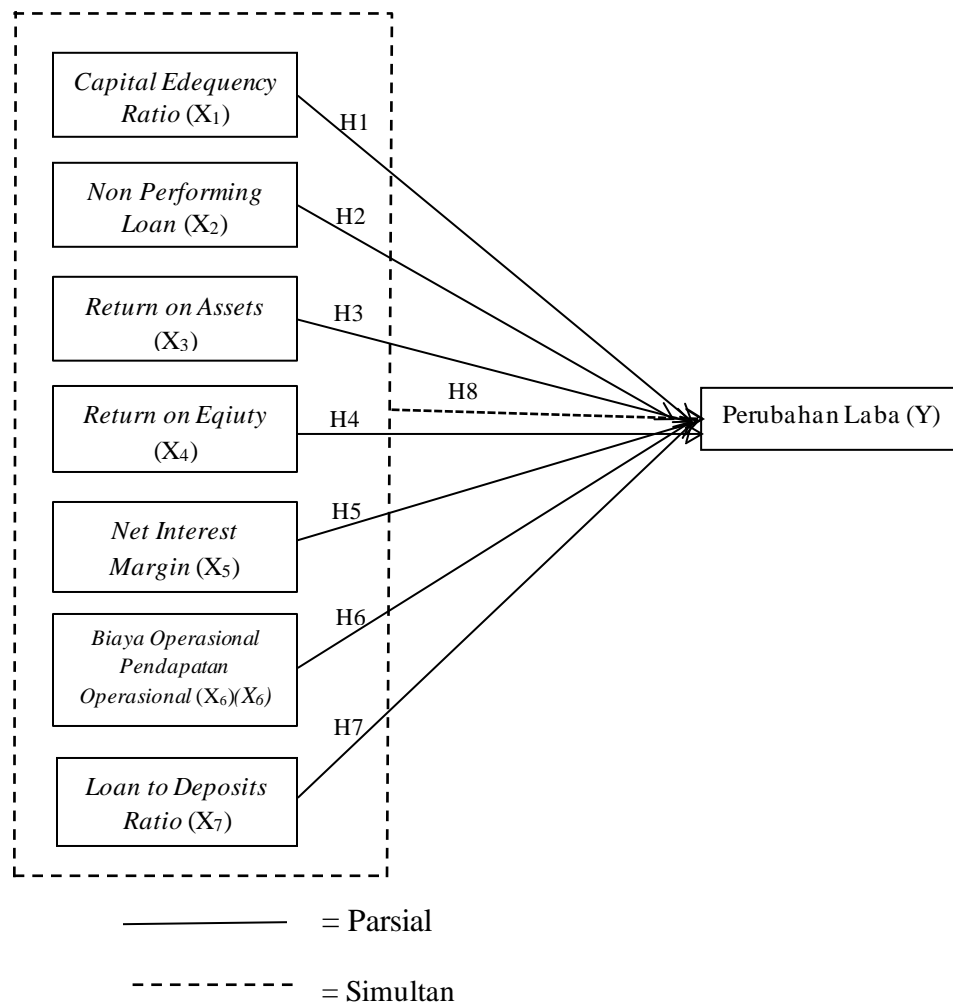 Capital Edequency
Ratio (X₁)
H1
Non Performing
Loan (X₂)
H2
Return on Assets
(X₃)
H3
H8
Return on Eqiuty
(X₄)
H4
Perubahan Laba (Y)
Net Interest
Margin (X₅)
H5
Biaya Operasional
Pendapatan
Operasional (X₆)(X₆)
H6
Loan to Deposits
Ratio (X₇)
H7
= Parsial
= Simultan